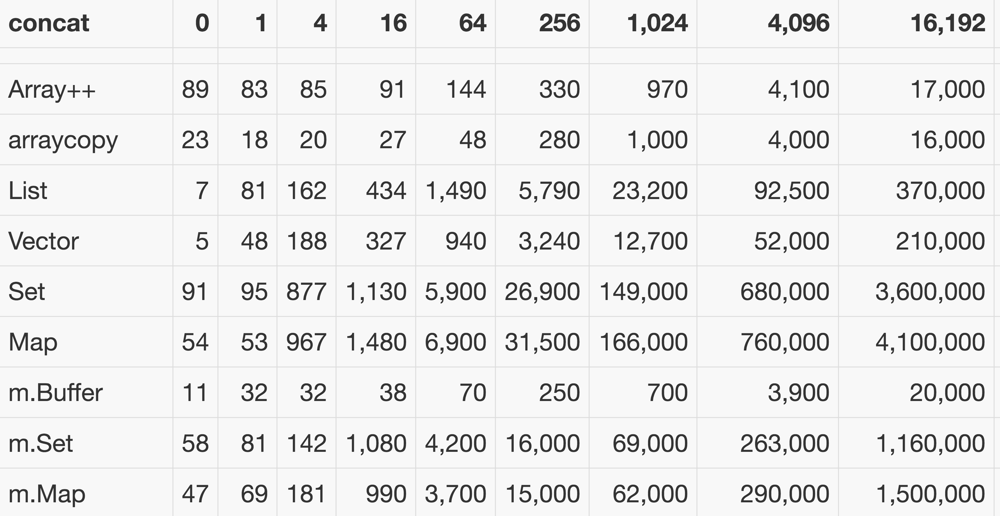 concat 0 1 4 16 64 256 1,024 4,096 16,192
Array++ 89 83 85 91 144 330 970 4,100 17,000
arraycopy 23 18 20 27 48 280 1,000 4,000 16,000
List 7 81 162 434 1,490 5,790 23,200 92,500 370,000
Vector 5 48 188 327 940 3,240 12,700 52,000 210,000
Set 91 95 877 1,130 5,900 26,900 149,000 680,000 3,600,000
Map 54 53 967 1,480 6,900 31,500 166,000 760,000 4,100,000
m.Buffer 11 32 32 38 70 250 700 3,900 20,000
m.Set 58 81 142 1,080 4,200 16,000 69,000 263,000 1,160,000
m.Map 47 69 181 990 3,700 15,000 62,000 290,000 1,500,000